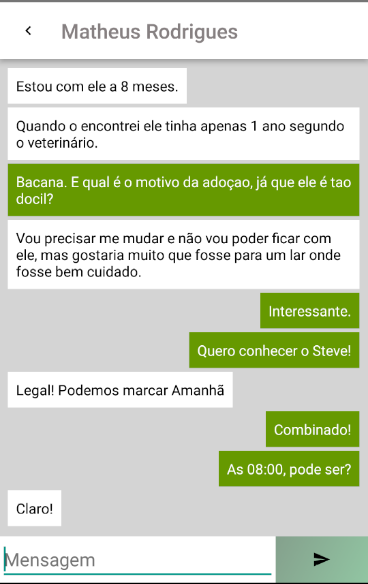 Matheus Rodrigues
Estou com ele a 8 meses.
Quando o encontrei ele tinha apenas 1 ano segundo
o veterinário.
Bacana. E qual é o motivo da adoçao, já que ele é tao
docil?
Vou precisar me mudar e não vou poder ficar com
ele, mas gostaria muito que fosse para um lar onde
fosse bem cuidado.
Interessante.
Quero conhecer o Steve!
Legal! Podemos marcar Amanhã
Combinado!
As 08:00, pode ser?
Claro!
Mensagem